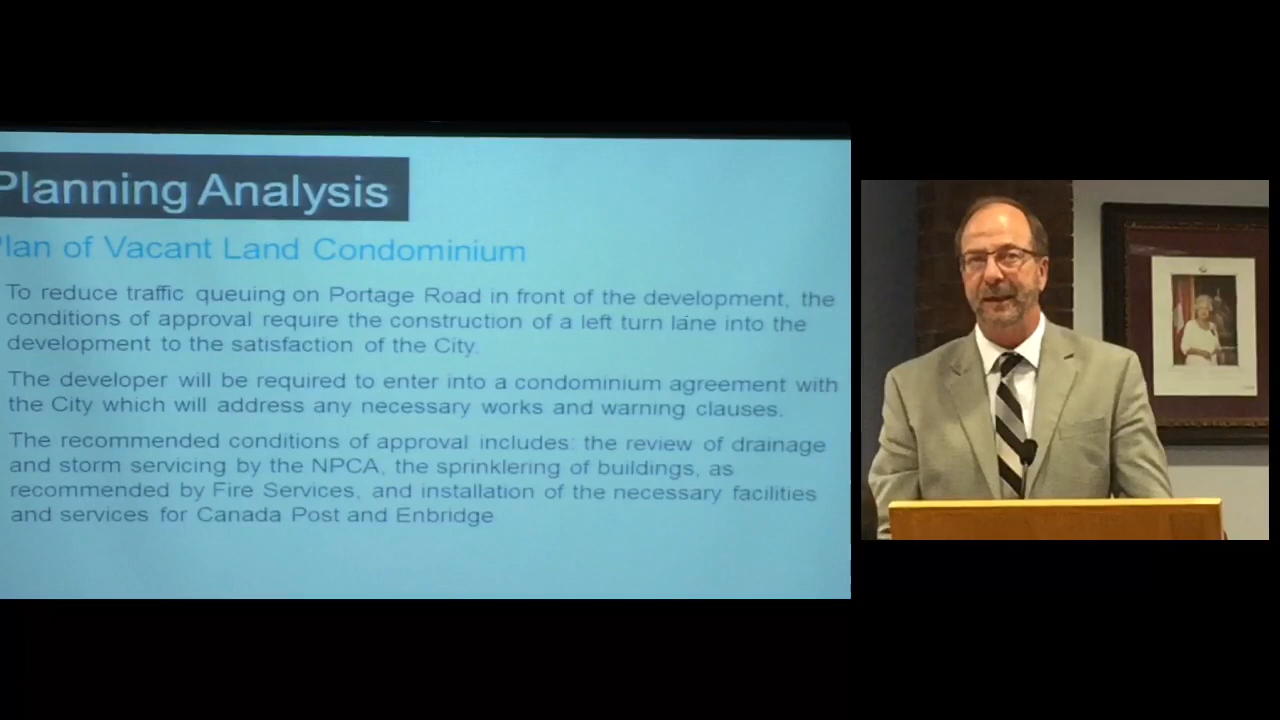 Planning Analysis
Plan of Vacant Land Condominium
To reduce traffic queuing on Portage Road in front of the development, the
conditions of approval require the construction of a left turn lane into the
development to the satisfaction of the City.
The developer will be required to enter into a condominium agreement with
the City which will address any necessary works and warning clauses.
The recommended conditions of approval includes: the review of drainage
and storm servicing by the NPCA, the sprinklering of buildings, as
recommended by Fire Services, and installation of the necessary facilities
and services for Canada Post and Enbridge